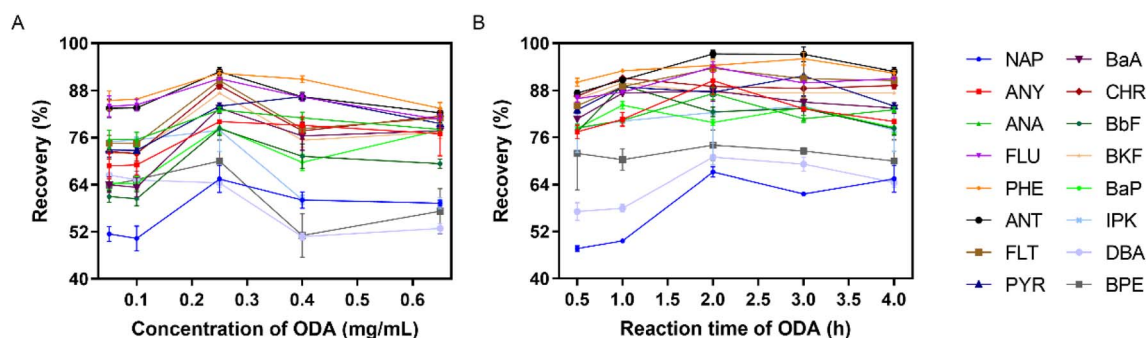 A
B
100
88
76
64
52
40
Recovery (%)
0.1 0.2 0.3 0.4 0.5 0.6
Concentration of ODA (mg/mL)
100
88
76
64
52
40
Recovery (%)
0.5 1.0 1.5 2.0 2.5 3.0 3.5 4.0
Reaction time of ODA (h)
NAP BaA
ANY CHR
ANA BbF
FLU BKF
PHE BaP
ANT IPK
FLT DBA
PYR BPE